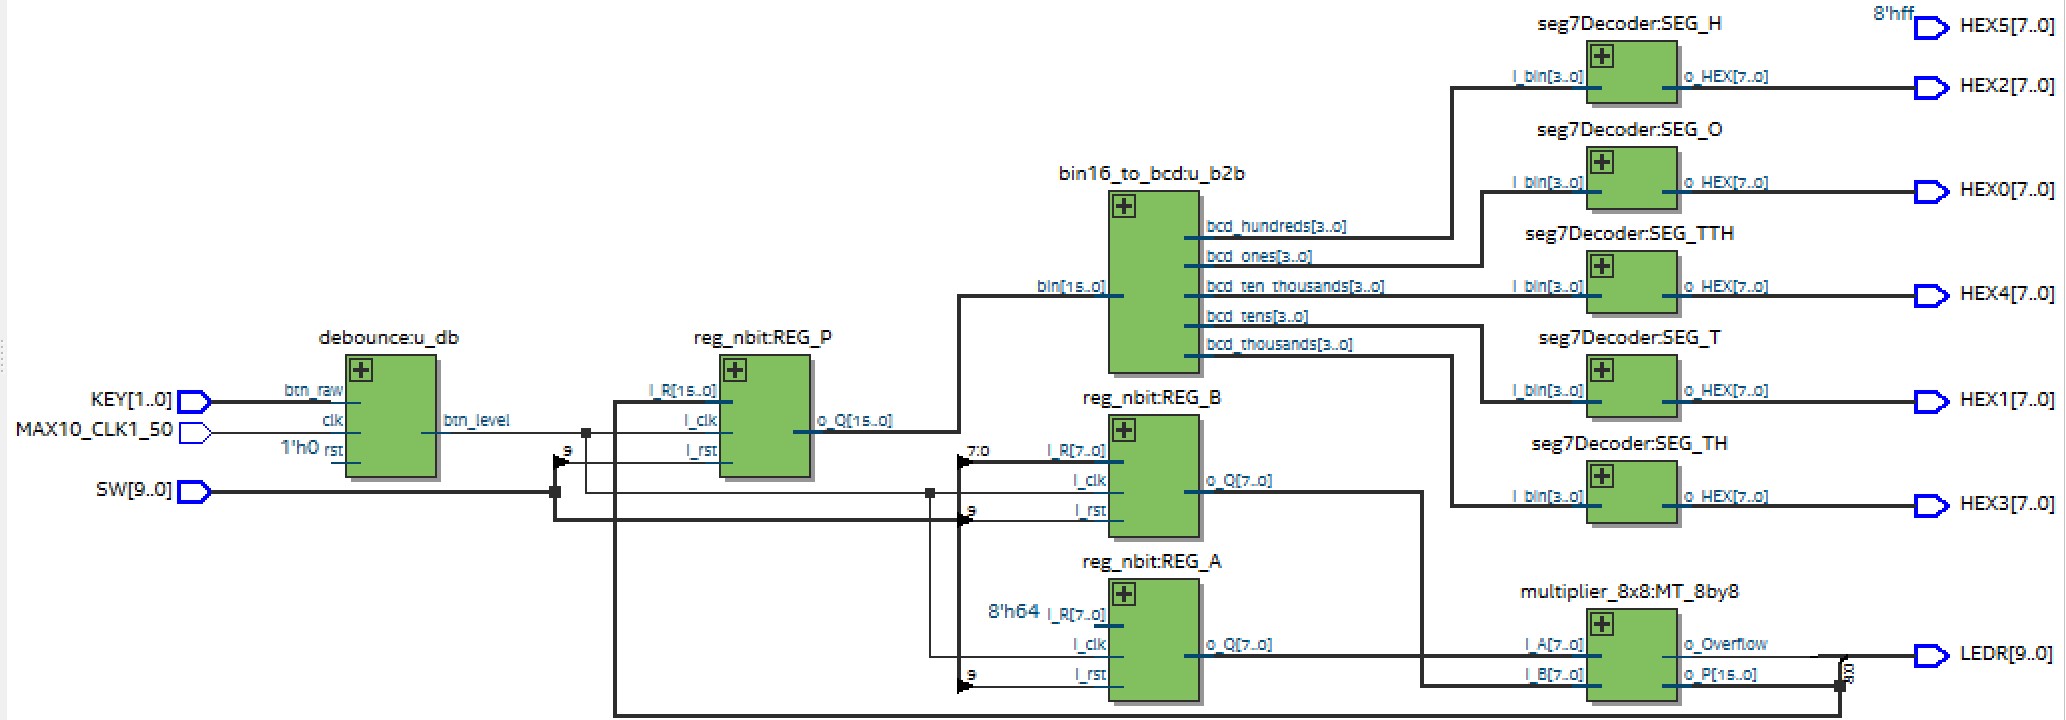 seg7Decoder:SEG_H
8'hff
HEX5[7..0]
I_bin[3..0]
o_HEX[7..0]
HEX2[7..0]
seg7Decoder:SEG_O
I_bin[3..0]
o_HEX[7..0]
HEX0[7..0]
bin16_to_bcd:u_b2b
bcd_hundreds[3..0]
bcd_ones[3..0]
bin[15..0]
bcd_ten_thousands[3..0]
bcd_tens[3..0]
bcd_thousands[3..0]
seg7Decoder:SEG_TTH
I_bin[3..0]
o_HEX[7..0]
HEX4[7..0]
seg7Decoder:SEG_T
I_bin[3..0]
o_HEX[7..0]
HEX1[7..0]
seg7Decoder:SEG_TH
I_bin[3..0]
o_HEX[7..0]
HEX3[7..0]
debounce:u_db
KEY[1..0]
btn_raw
MAX10_CLK1_50
clk
btn_level
1'h0 rst
SW[9..0]
reg_nbit:REG_P
I_R[15..0]
I_clk
o_Q[15..0]
9
I_rst
reg_nbit:REG_B
7:0
I_R[7..0]
I_clk
o_Q[7..0]
9
I_rst
reg_nbit:REG_A
8'h64 I_R[7..0]
I_clk
o_Q[7..0]
9
I_rst
multiplier_8x8:MT_8by8
I_A[7..0]
o_Overflow
I_B[7..0]
o_P[15..0]
LEDR[9..0]